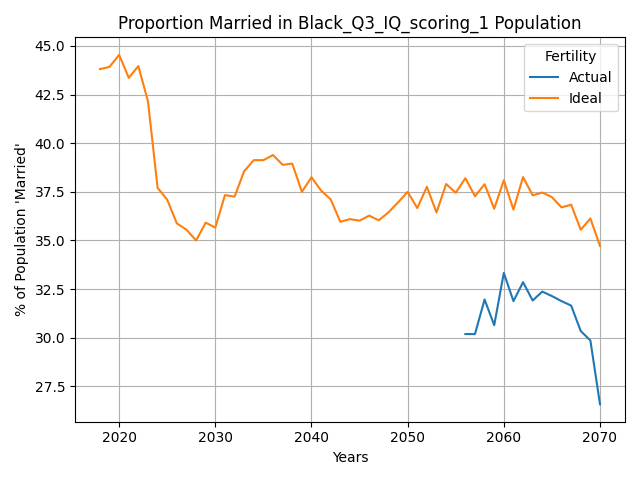 Proportion Married in Black_Q3_IQ_scoring_1 Population
45.0
42.5
40.0
37.5
35.0
32.5
30.0
27.5
% of Population 'Married'
Fertility
Actual
Ideal
2020
2030
2040
2050
2060
2070
Years